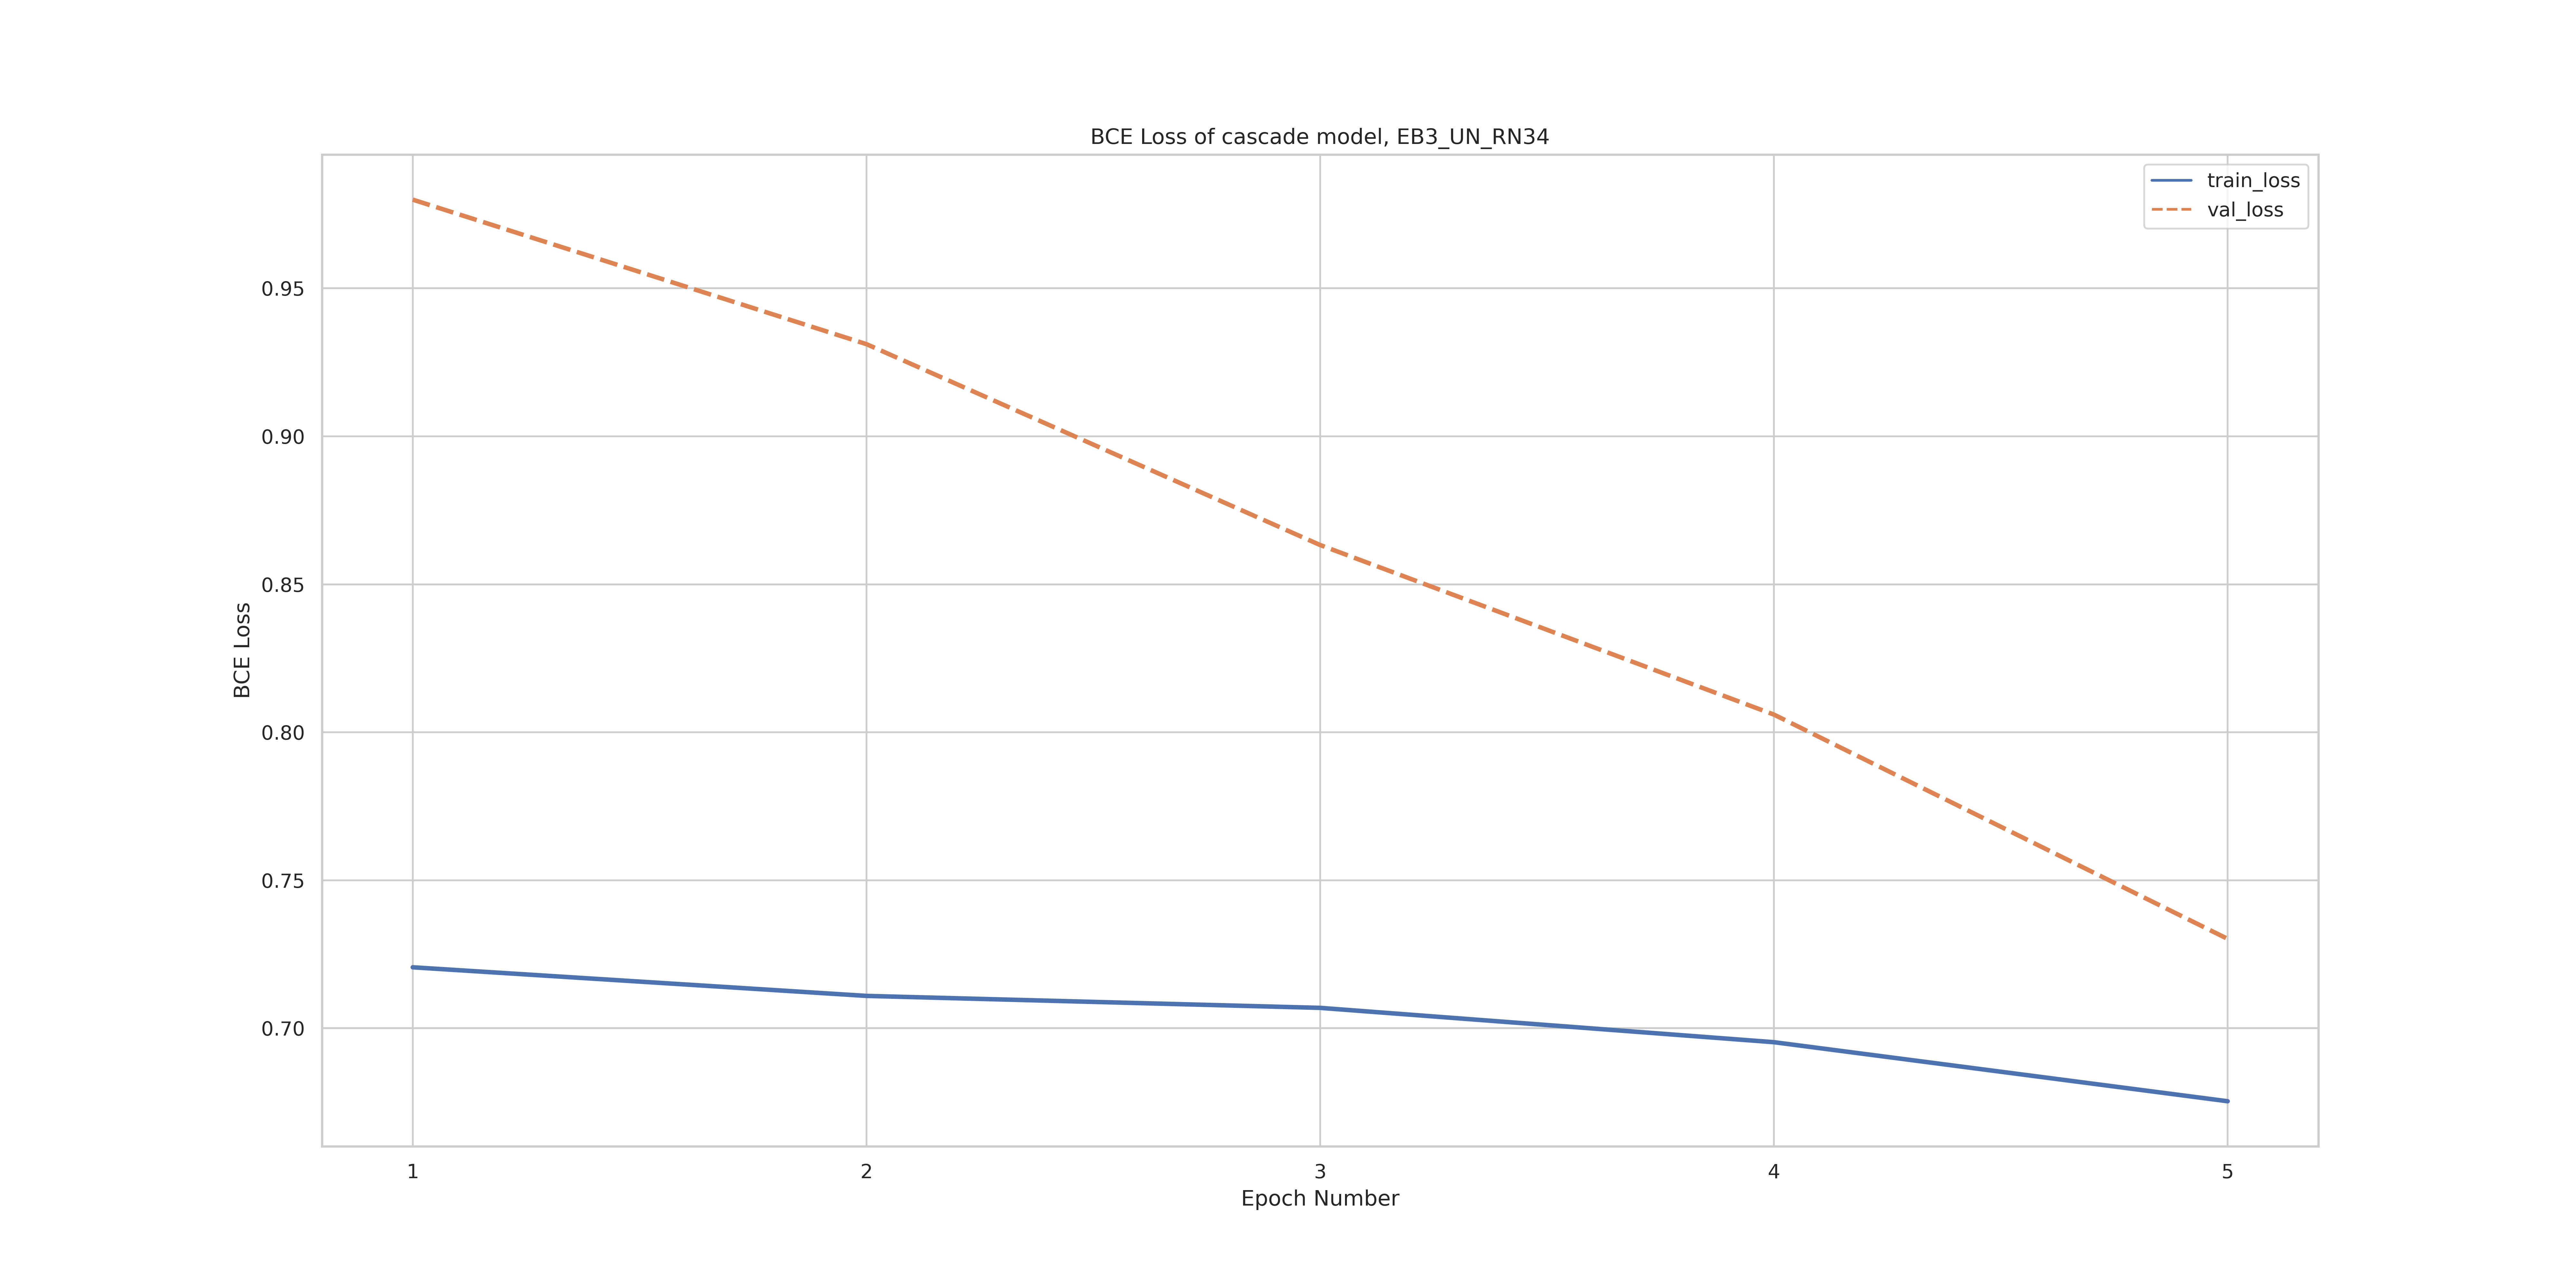 BCE Loss of cascade model, EB3_UN_RN34
train_loss
val_loss
0.95
0.90
0.85
0.80
0.75
0.70
BCE Loss
1 2 3 4 5
Epoch Number